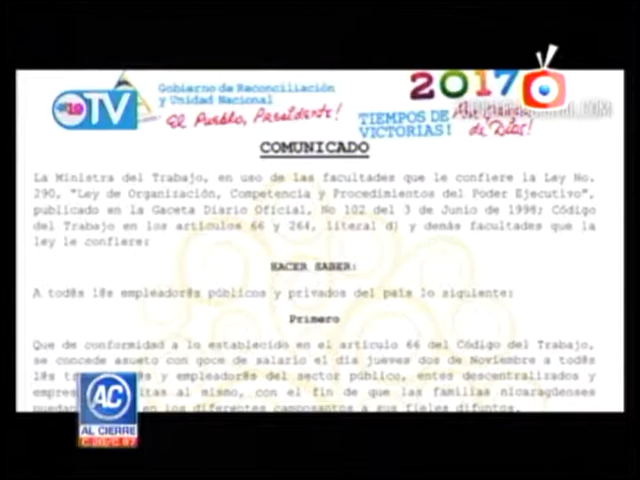 el 19 TV
Gobierno de Reconciliación
y Unidad Nacional
El Pueblo, Presidente!
2017
TIEMPOS DE
VICTORIAS!
de Dios!
COMUNICADO
La Ministra del Trabajo, en uso de las facultades que le confiere la Ley No.
290, "Ley de Organización, Competencia y Procedimientos del Poder Ejecutivo",
publicado en la Gaceta Diario Oficial, No 102 del 3 de Junio de 1998; Código
del Trabajo en los artículos 66 y 264, literal d) y demás facultades que la
ley le confiere:
HACER SABER:
A tod@s l@s empleador@s públicos y privados del país lo siguiente:
Primero
Que de conformidad a lo establecido en el artículo 66 del Código del Trabajo,
se concede asueto con goce de salario el día jueves dos de Noviembre a tod@s
l@s y emplead@r@s del sector público, entes descentralizados y
al mismo, con el fin de que las familias nicaragüenses
en los diferentes camposantos a sus fieles difuntos.
AC
AL CIERRE